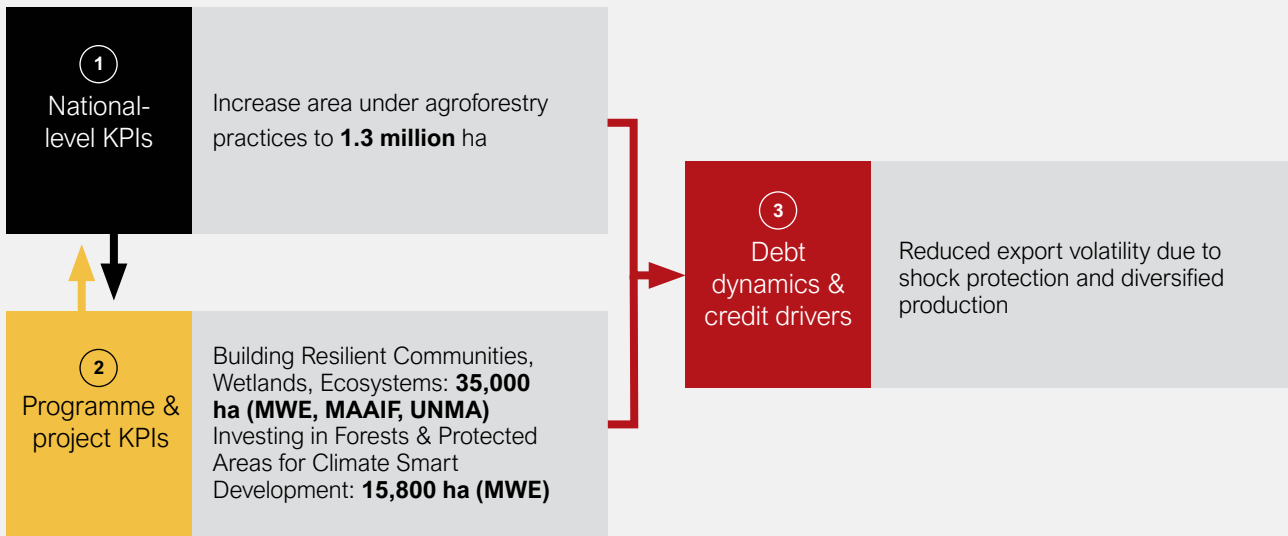 1
National-
level KPIs
Increase area under agroforestry
practices to 1.3 million ha
2
Programme &
project KPIs
Building Resilient Communities,
Wetlands, Ecosystems: 35,000
ha (MWE, MAAIF, UNMA)
Investing in Forests & Protected
Areas for Climate Smart
Development: 15,800 ha (MWE)
3
Debt
dynamics &
credit drivers
Reduced export volatility due to
shock protection and diversified
production